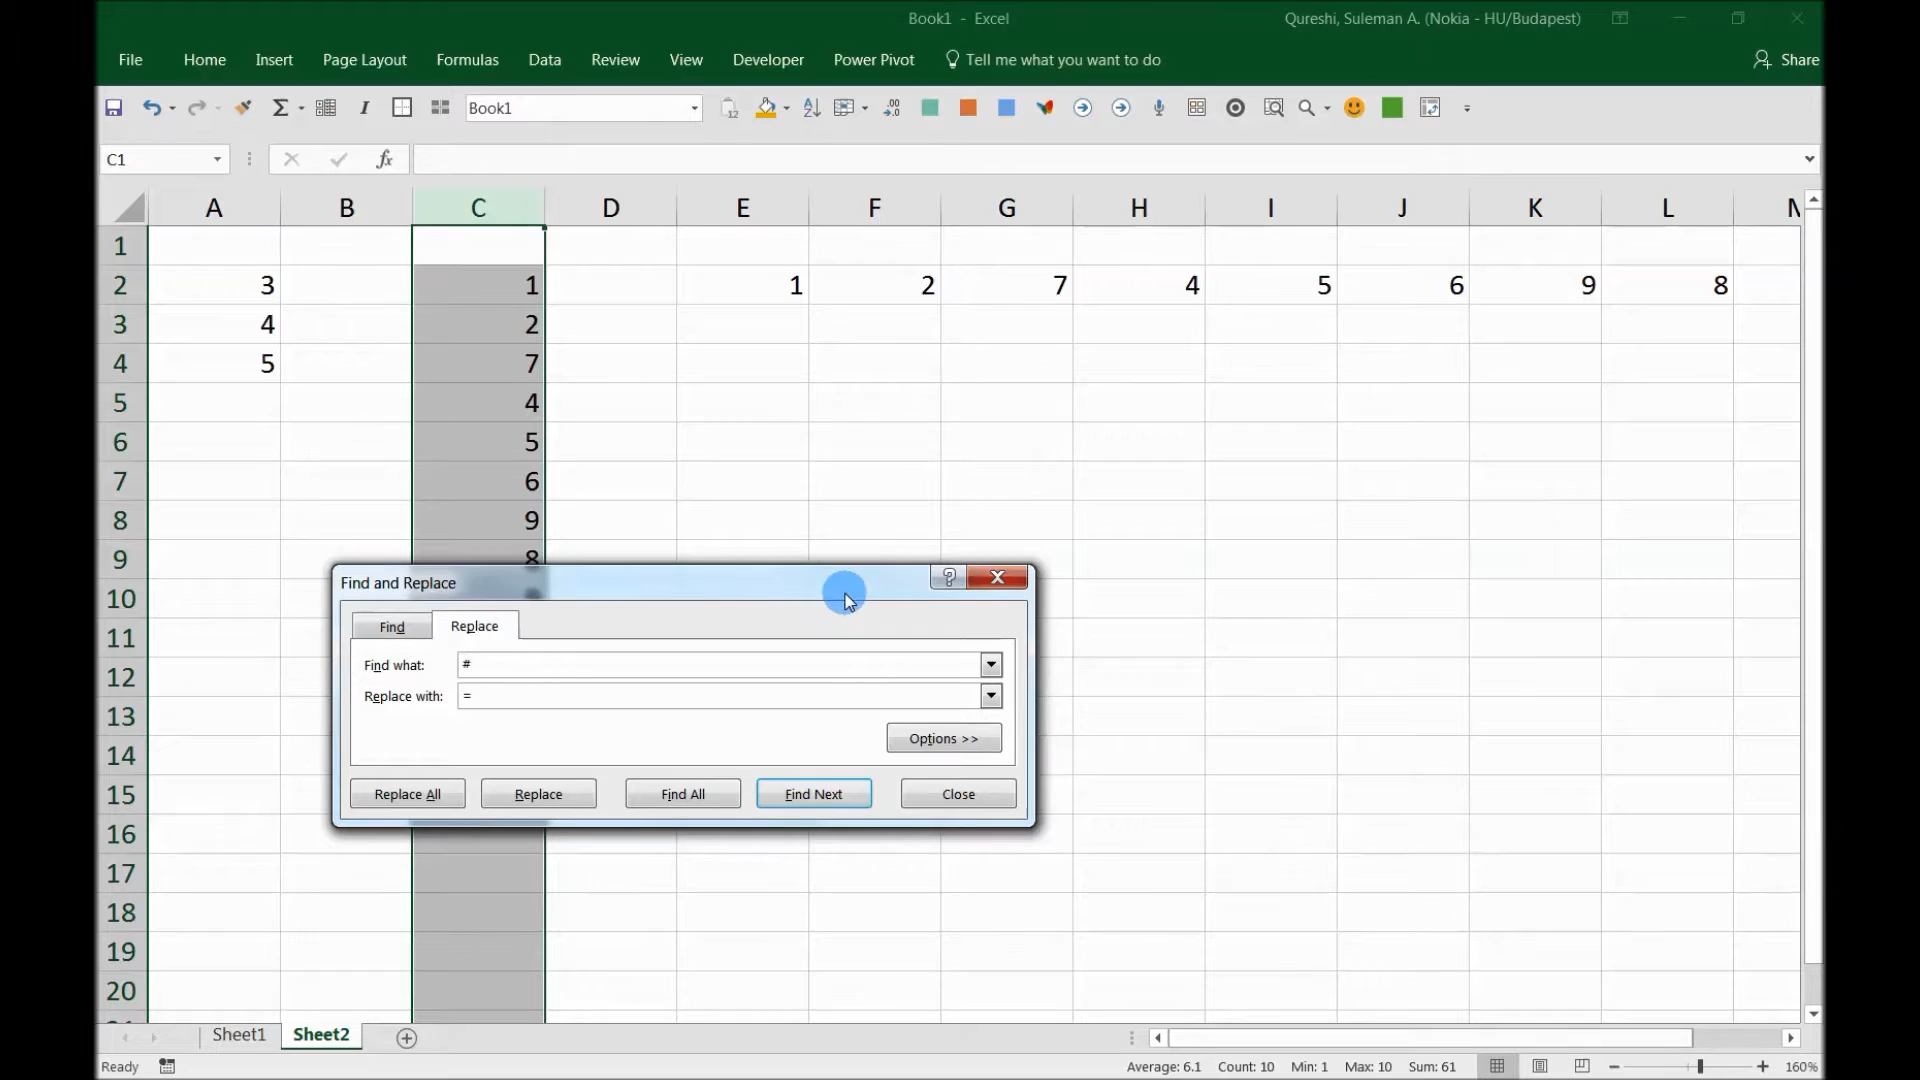 Book1 - Excel
Qureshi, Suleman A. (Nokia - HU/Budapest)
File Home Insert Page Layout Formulas Data Review View Developer Power Pivot Tell me what you want to do Share
Book1
C1 fx
A B C D E F G H I J K L
1
2 3 1 1 2 7 4 5 6 9 8
3 4 2
4 5 7
5 4
6 5
7 6
8 9
9 8
10
11
12
13
14
15
16
17
18
19
20
Find and Replace
Find Replace
Find what: #
Replace with: =
Options >>
Replace All Replace Find All Find Next Close
Sheet1 Sheet2
Ready Average: 6.1 Count: 10 Min: 1 Max: 10 Sum: 61 160%